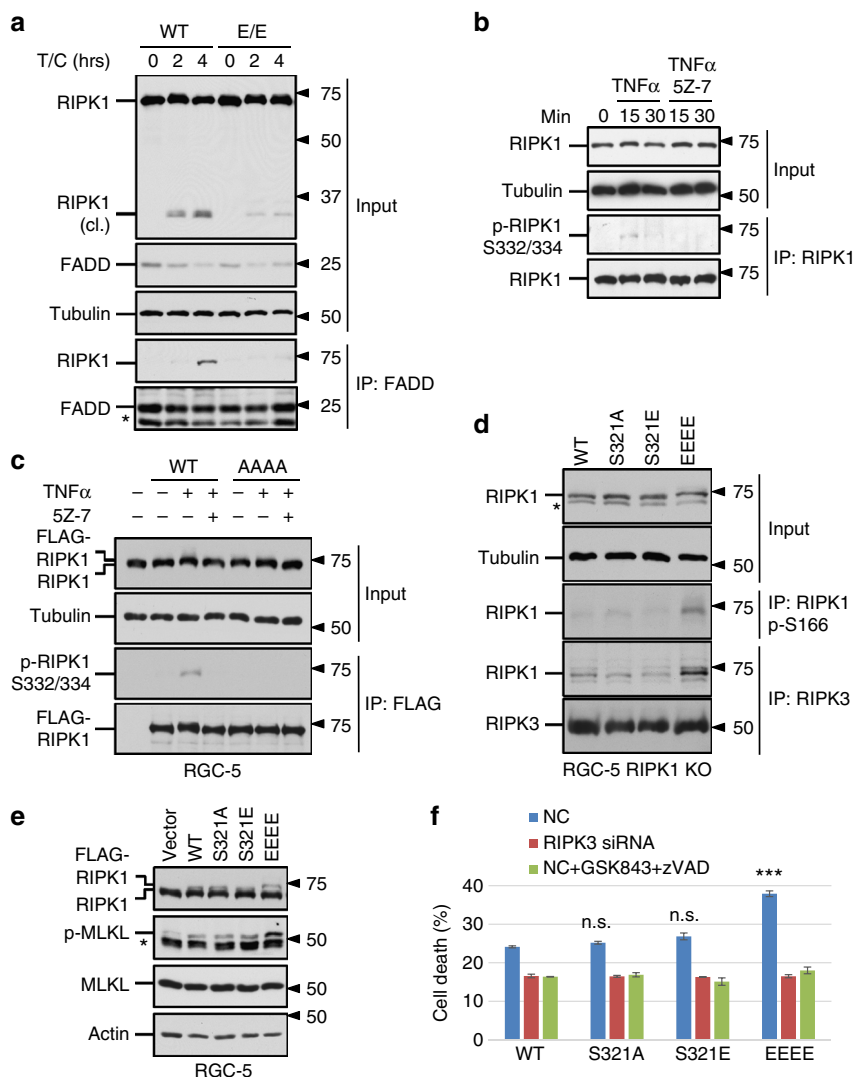 a
WT E/E
T/C (hrs) 0 2 4 0 2 4
RIPK1
75
50
37
RIPK1
(cl.)
FADD
25
Tubulin
50
Input
RIPK1
75
FADD
25
*
IP: FADD
b
TNFα
TNFα 5Z-7
Min 0 15 30 15 30
RIPK1
75
Tubulin
50
Input
p-RIPK1
S332/334
75
RIPK1
75
IP: RIPK1
c
WT AAAA
TNFα – – + + – + +
5Z-7 – – – + – – +
FLAG-
RIPK1
RIPK1
75
Tubulin
50
Input
p-RIPK1
S332/334
75
FLAG-
RIPK1
75
IP: FLAG
RGC-5
d
WT S321A S321E EEEE
RIPK1
*
75
Tubulin
50
Input
RIPK1
75
IP: RIPK1
p-S166
RIPK1
75
RIPK3
50
IP: RIPK3
RGC-5 RIPK1 KO
e
Vector WT S321A S321E EEEE
FLAG-
RIPK1
RIPK1
75
p-MLKL
*
50
MLKL
50
50
Actin
RGC-5
f
NC
RIPK3 siRNA
NC+GSK843+zVAD
Cell death (%)
40
30
20
10
0
n.s.
n.s.
***
WT S321A S321E EEEE